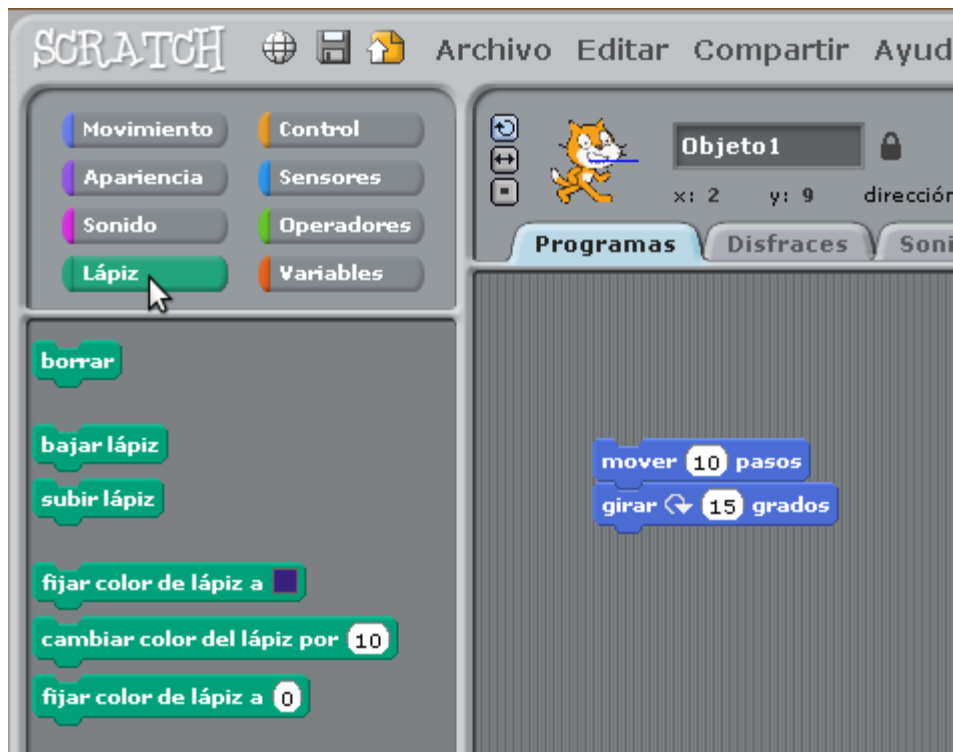 SCRATCH Archivo Editar Compartir Ayud
Movimiento Control
Apariencia Sensores
Sonido Operadores
Lápiz Variables
Objeto1
x: 2 y: 9 dirección
Programas Disfraces Soni
borrar
bajar lápiz
subir lápiz
fijar color de lápiz a
cambiar color del lápiz por 10
fijar color de lápiz a 0
mover 10 pasos
girar 15 grados